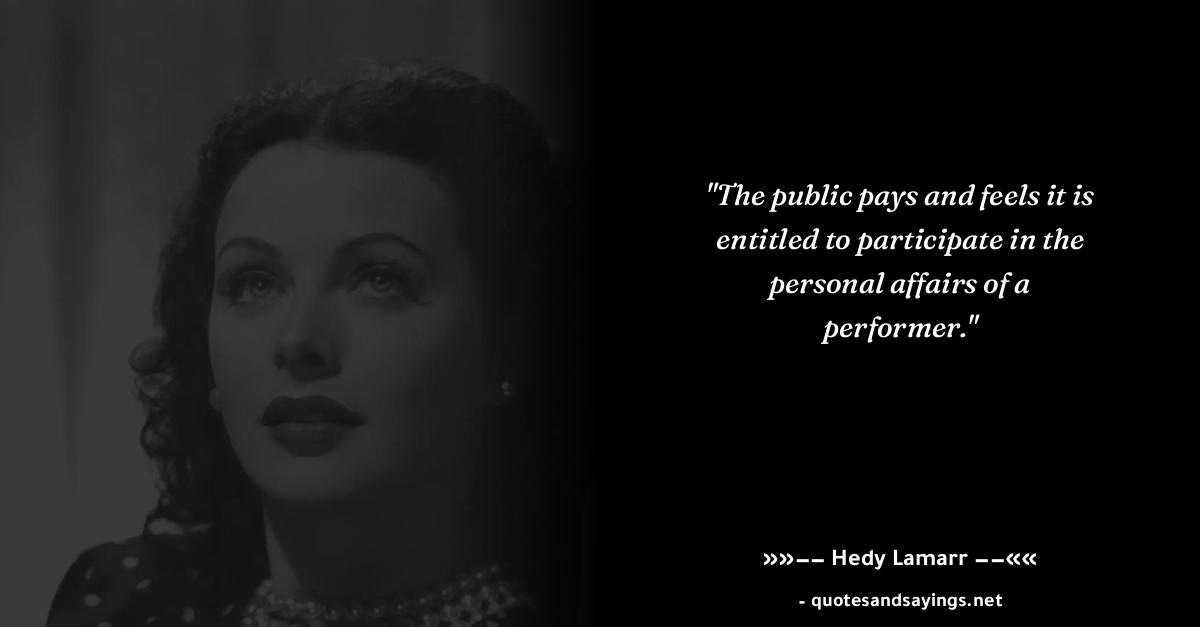 "The public pays and feels it is
entitled to participate in the
personal affairs of a
performer."
»»–– Hedy Lamarr ––««
- quotesandsayings.net